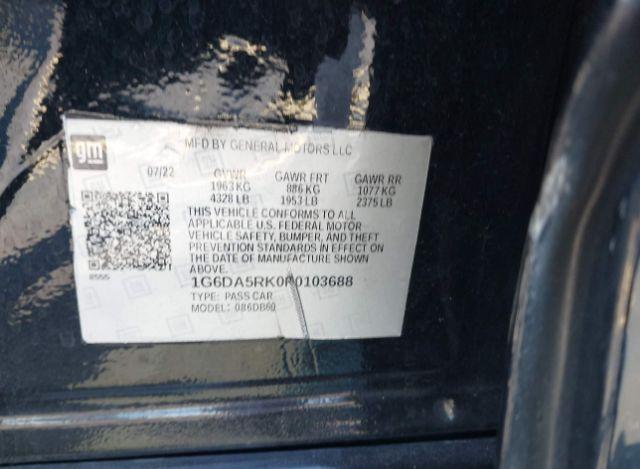 gm
MFD BY GENERAL MOTORS LLC
07/22 GVWR GAWR FRT GAWR RR
1963 KG 886 KG 1077 KG
4328 LB 1953 LB 2375 LB
THIS VEHICLE CONFORMS TO ALL
APPLICABLE U.S. FEDERAL MOTOR
VEHICLE SAFETY, BUMPER, AND THEFT
PREVENTION STANDARDS IN EFFECT ON
THE DATE OF MANUFACTURE SHOWN
ABOVE.
1G6DA5RK0P0103688
TYPE: PASS CAR
MODEL: 086DB69